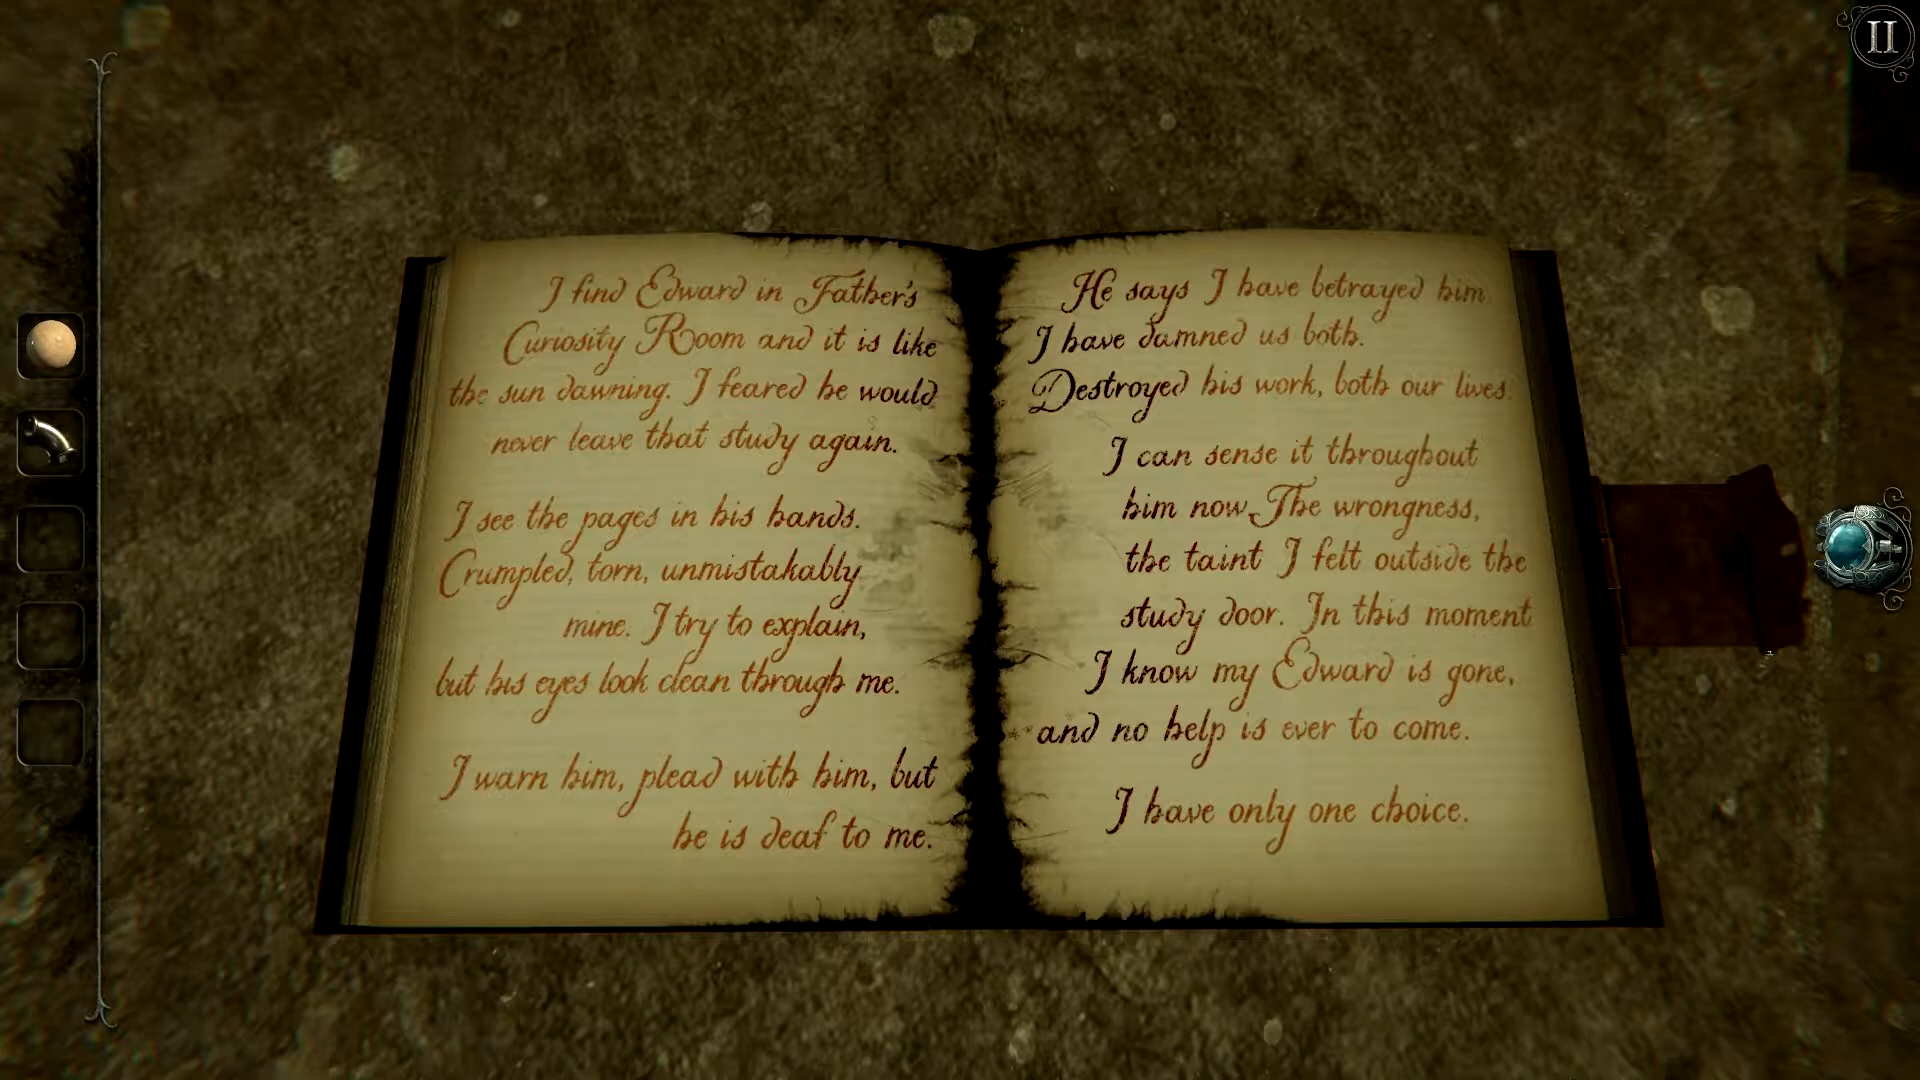 I find Edward in Father's
Curiosity Room and it is like
the sun dawning. I feared he would
never leave that study again.
I see the pages in his hands.
Crumpled, torn, unmistakably
mine. I try to explain,
but his eyes look clean through me.
I warn him, plead with him, but
he is deaf to me.
He says I have betrayed him.
I have damned us both.
Destroyed his work, both our lives.
I can sense it throughout
him now. The wrongness,
the taint I felt outside the
study door. In this moment
I know my Edward is gone,
and no help is ever to come.
I have only one choice.
II